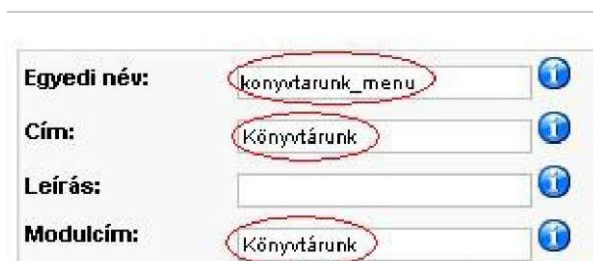 Egyedi név: konyvtarunk_menu
Cím: Könyvtárunk
Leírás:
Modulcím: Könyvtárunk